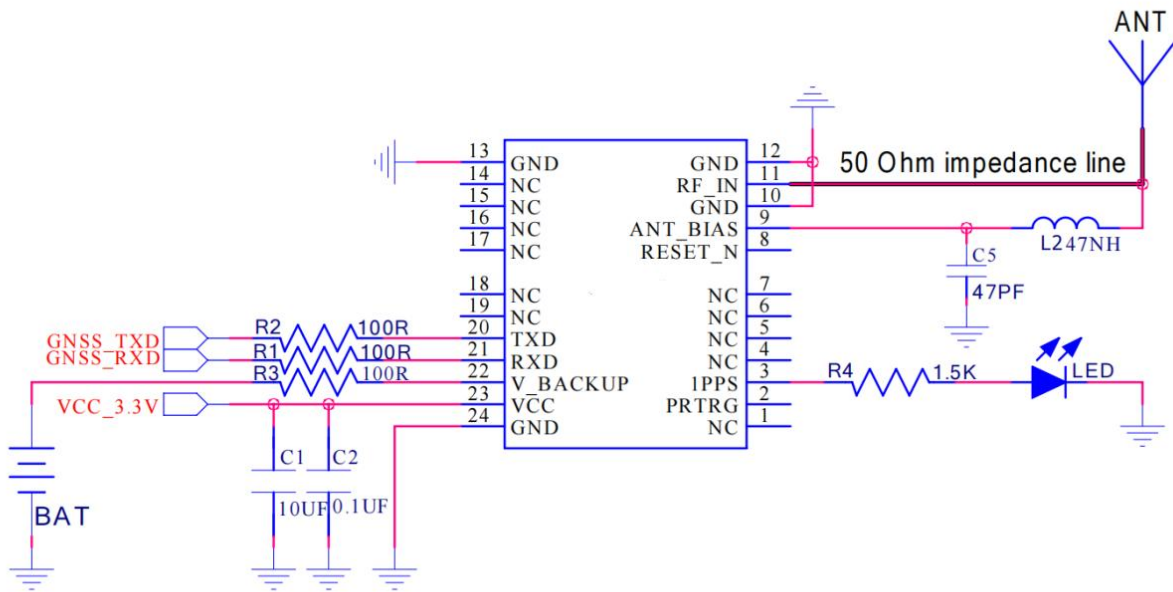 ANT
50 Ohm impedance line
13 GND
14 NC
15 NC
16 NC
17 NC
18 NC
19 NC
20 TXD
21 RXD
22 V_BACKUP
23 VCC
24 GND
GND 12
RF_IN 11
GND 10
ANT_BIAS 9
RESET_N 8
NC 7
NC 6
NC 5
NC 4
1PPS 3
PRTRG 2
NC 1
GNSS_TXD
GNSS_RXD
VCC_3.3V
R2 100R
R1 100R
R3 100R
BAT
C1
10UF
C2
0.1UF
L2 47NH
C5
47PF
R4 1.5K
LED